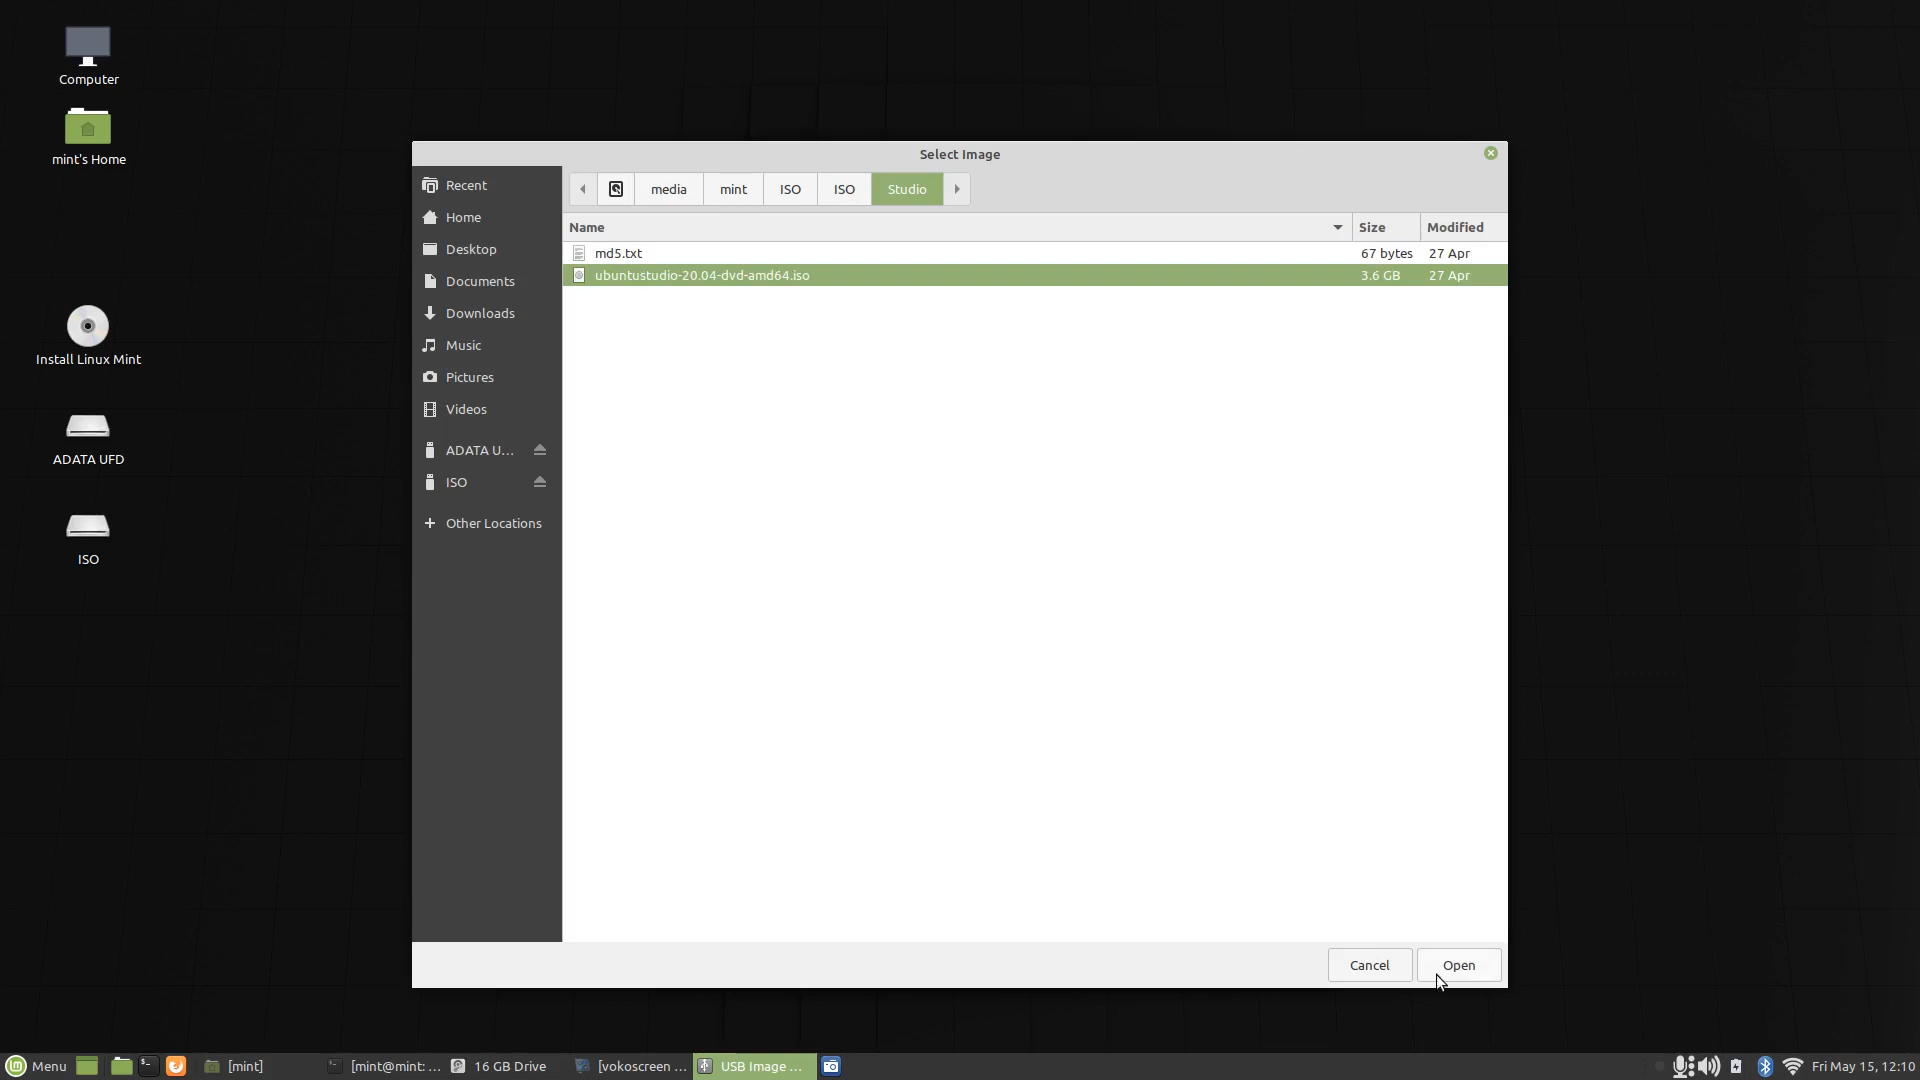 Computer
mint's Home
Install Linux Mint
ADATA UFD
ISO
Select Image
Recent
Home
Desktop
Documents
Downloads
Music
Pictures
Videos
ADATA U...
ISO
Other Locations
media
mint
ISO
ISO
Studio
Name
Size
Modified
md5.txt
67 bytes
27 Apr
ubuntustudio-20.04-dvd-amd64.iso
3.6 GB
27 Apr
Cancel
Open
Menu
[mint]
[mint@mint: ...
16 GB Drive
[vokoscreen ...
USB Image ...
Fri May 15, 12:10